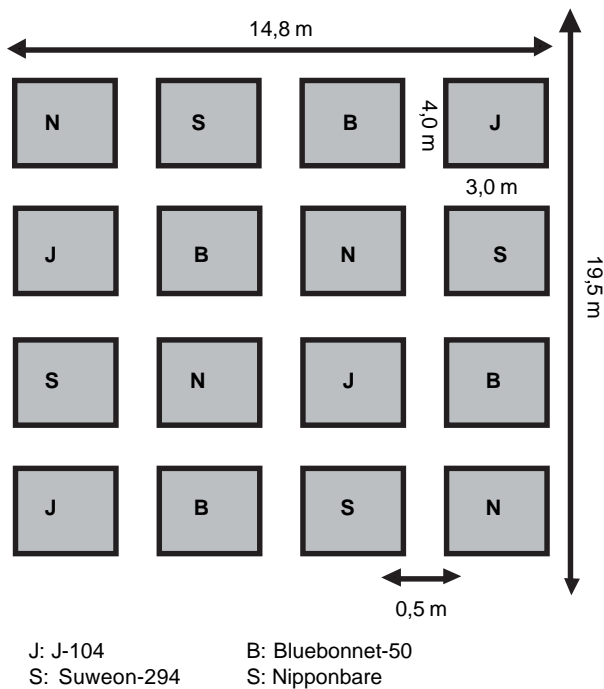 14,8 m
N S B J
4,0 m
3,0 m
J B N S
19,5 m
S N J B
J B S N
0,5 m
J: J-104 B: Bluebonnet-50
S: Suweon-294 S: Nipponbare